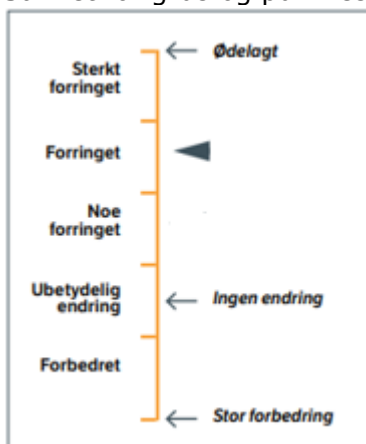 Ødelagt
Sterkt
forringet
Forringet
Noe
forringet
Ubetydelig
endring
Ingen endring
Forbedret
Stor forbedring